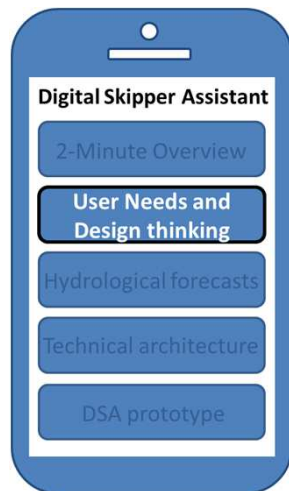 Digital Skipper Assistant
2-Minute Overview
User Needs and
Design thinking
Hydrological forecasts
Technical architecture
DSA prototype